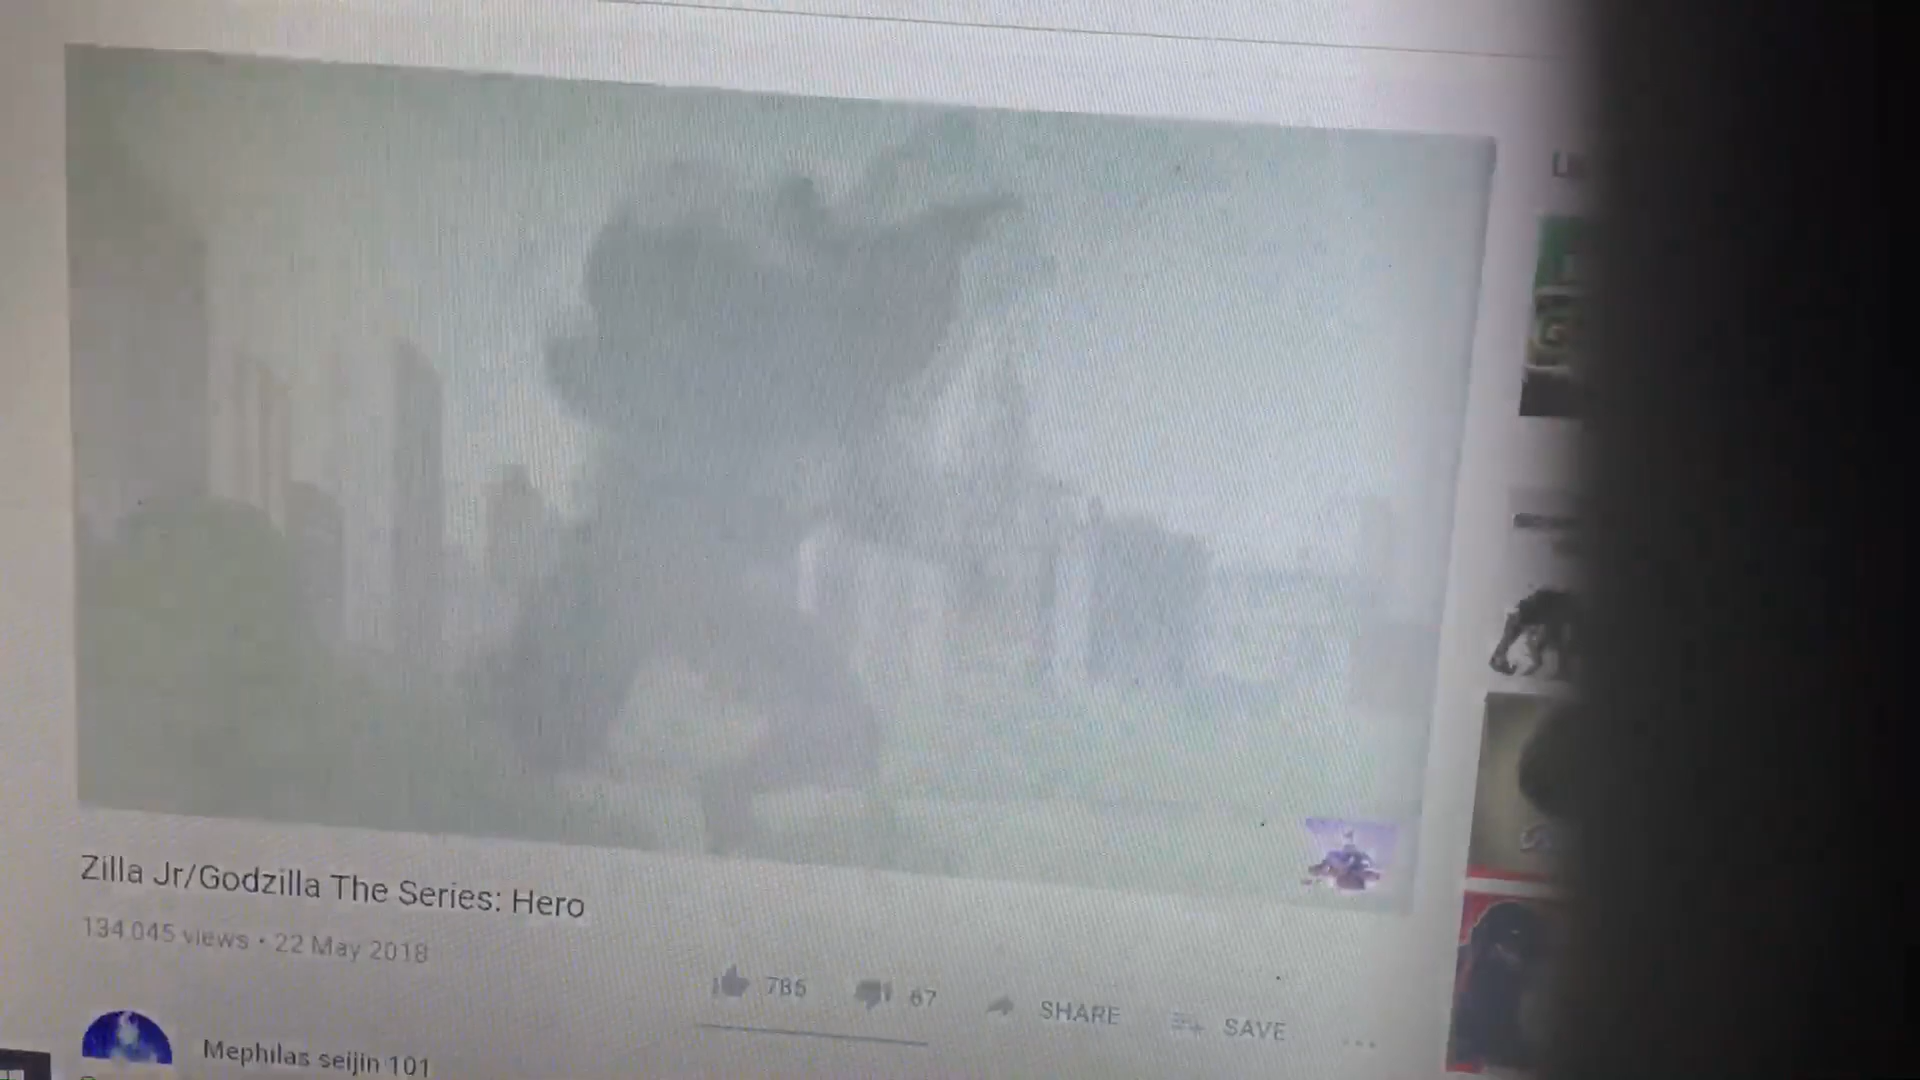 Zilla Jr/Godzilla The Series: Hero
134,045 views • 22 May 2018
785 67 SHARE SAVE
Mephilas seijin 101